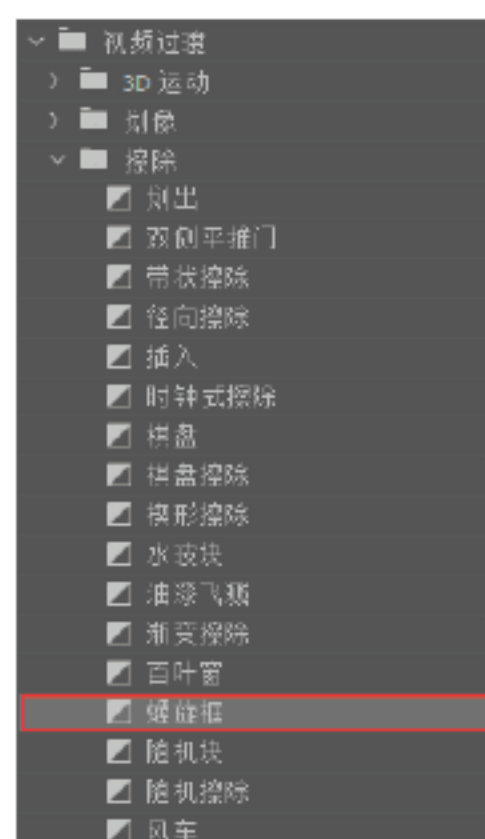 视频过渡
3D 运动
划像
擦除
划出
双侧平推门
带状擦除
径向擦除
插入
时钟式擦除
棋盘
棋盘擦除
楔形擦除
水波块
油漆飞溅
渐变擦除
百叶窗
螺旋框
随机块
随机擦除
风车